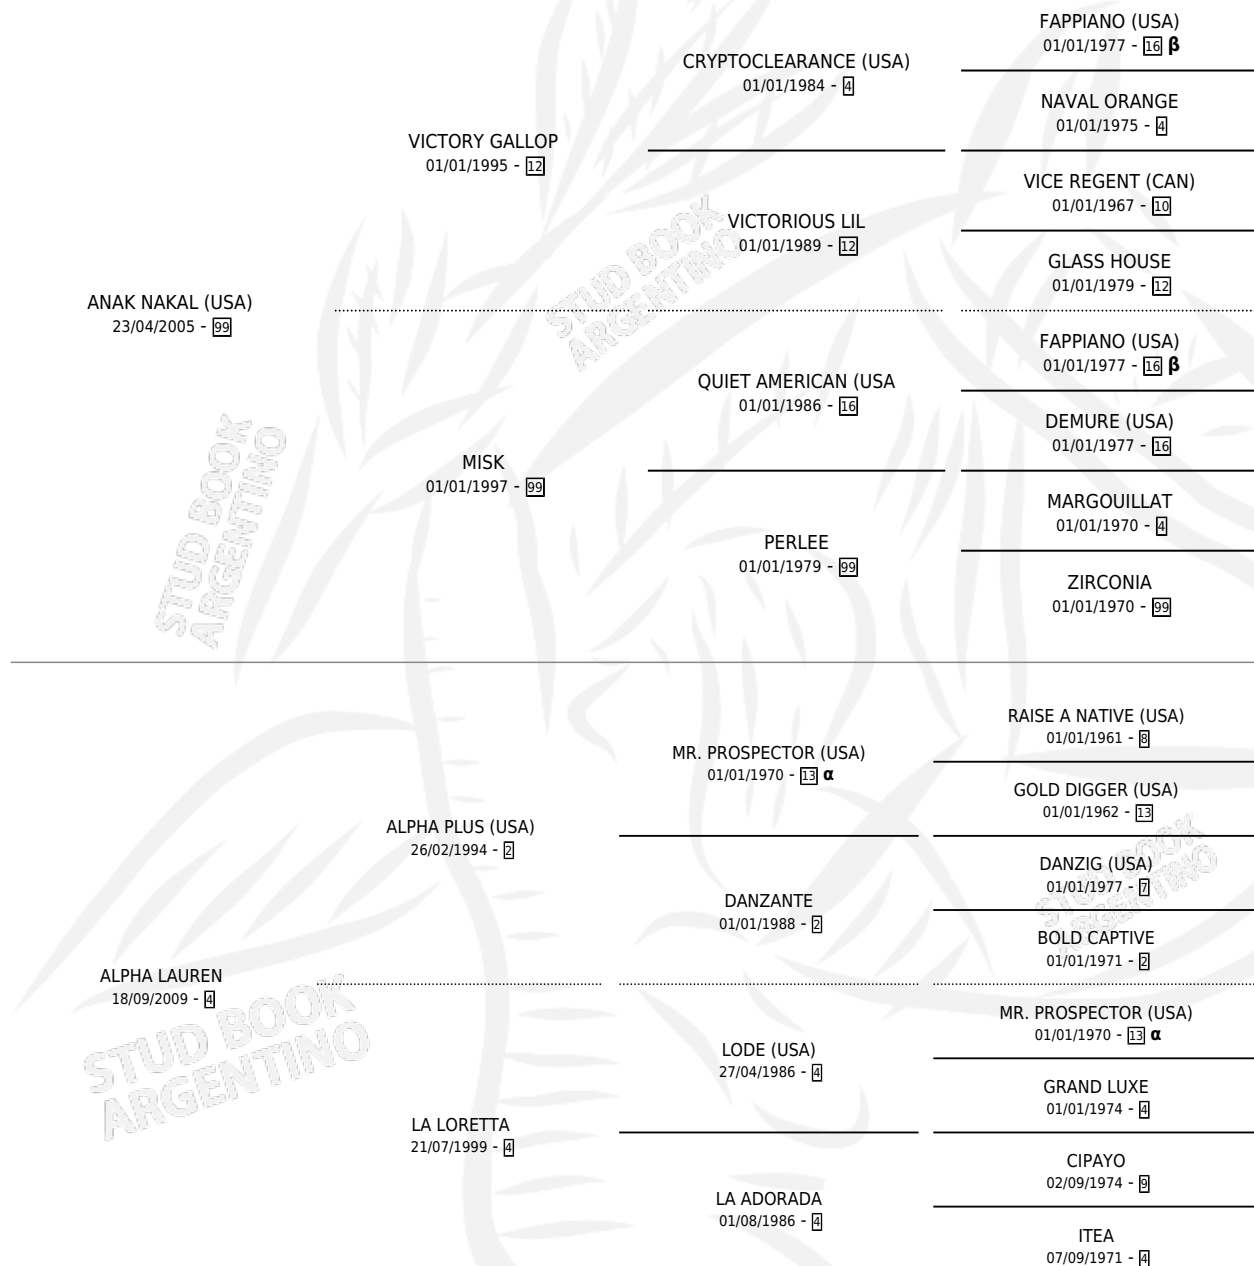 FAPPIANO (USA)
01/01/1977 - 16 β
CRYPTOCLEARANCE (USA)
01/01/1984 - 4
NAVAL ORANGE
01/01/1975 - 4
VICTORY GALLOP
01/01/1995 - 12
VICE REGENT (CAN)
01/01/1967 - 10
VICTORIOUS LIL
01/01/1989 - 12
GLASS HOUSE
01/01/1979 - 12
ANAK NAKAL (USA)
23/04/2005 - 99
FAPPIANO (USA)
01/01/1977 - 16 β
QUIET AMERICAN (USA
01/01/1986 - 16
DEMURE (USA)
01/01/1977 - 16
MISK
01/01/1997 - 99
MARGOUILLAT
01/01/1970 - 4
PERLEE
01/01/1979 - 99
ZIRCONIA
01/01/1970 - 99
RAISE A NATIVE (USA)
01/01/1961 - 8
MR. PROSPECTOR (USA)
01/01/1970 - 13 α
GOLD DIGGER (USA)
01/01/1962 - 13
ALPHA PLUS (USA)
26/02/1994 - 2
DANZIG (USA)
01/01/1977 - 7
DANZANTE
01/01/1988 - 2
BOLD CAPTIVE
01/01/1971 - 2
ALPHA LAUREN
18/09/2009 - 4
MR. PROSPECTOR (USA)
01/01/1970 - 13 α
LODE (USA)
27/04/1986 - 4
GRAND LUXE
01/01/1974 - 4
LA LORETTA
21/07/1999 - 4
CIPAYO
02/09/1974 - 9
LA ADORADA
01/08/1986 - 4
ITEA
07/09/1971 - 4
STUD BOOK
ARGENTINO
STUD BOOK
ARGENTINO
STUD BOOK
ARGENTINO
STUD BOOK
ARGENTINO